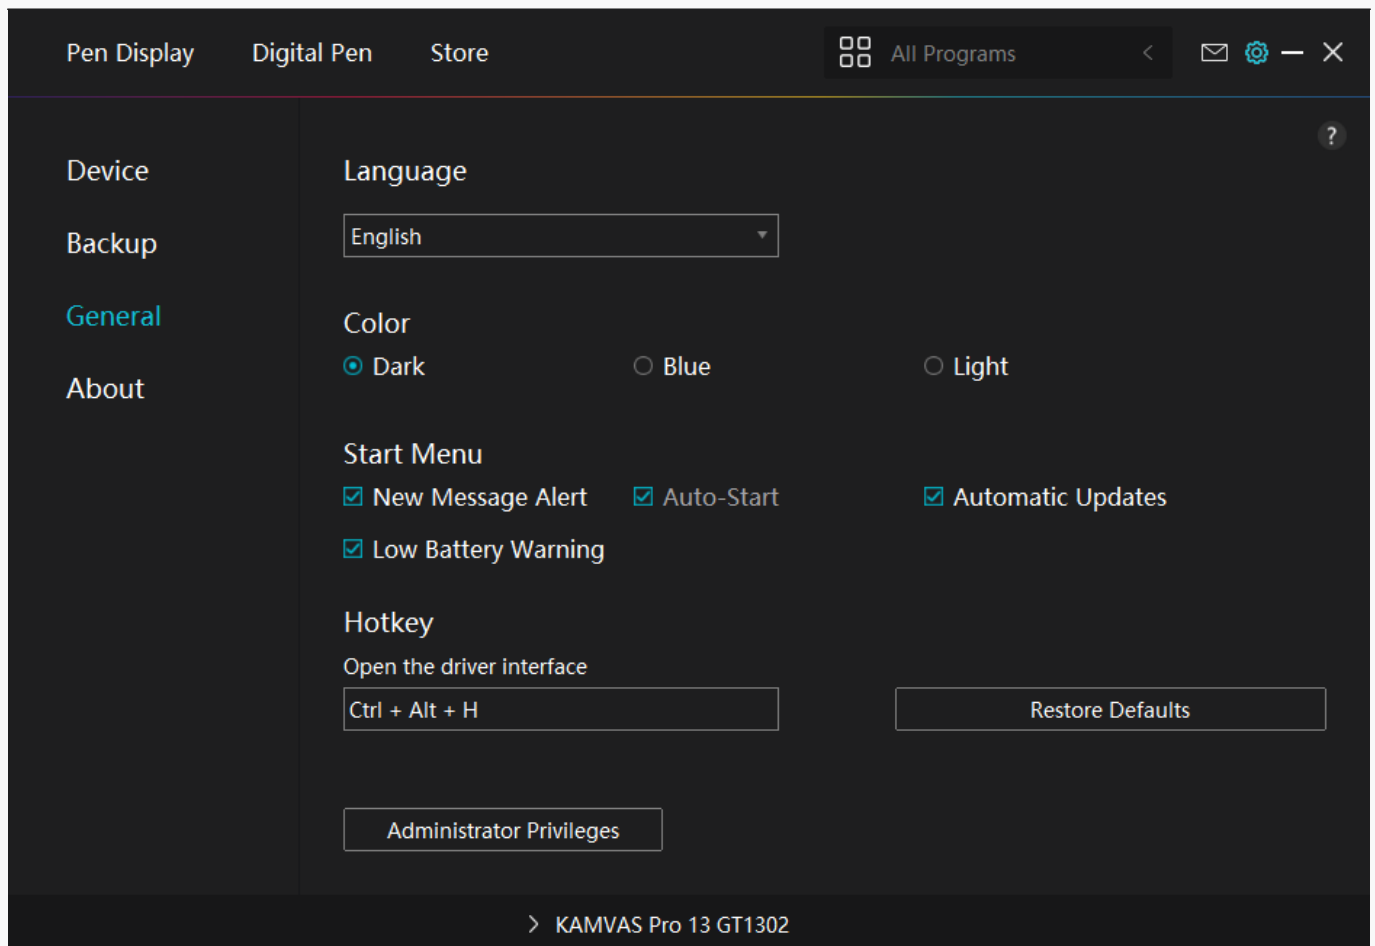 Pen Display Digital Pen Store All Programs
?
Device
Backup
General
About
Language
English
Color
Dark Blue Light
Start Menu
New Message Alert Auto-Start Automatic Updates
Low Battery Warning
Hotkey
Open the driver interface
Ctrl + Alt + H Restore Defaults
Administrator Privileges
KAMVAS Pro 13 GT1302